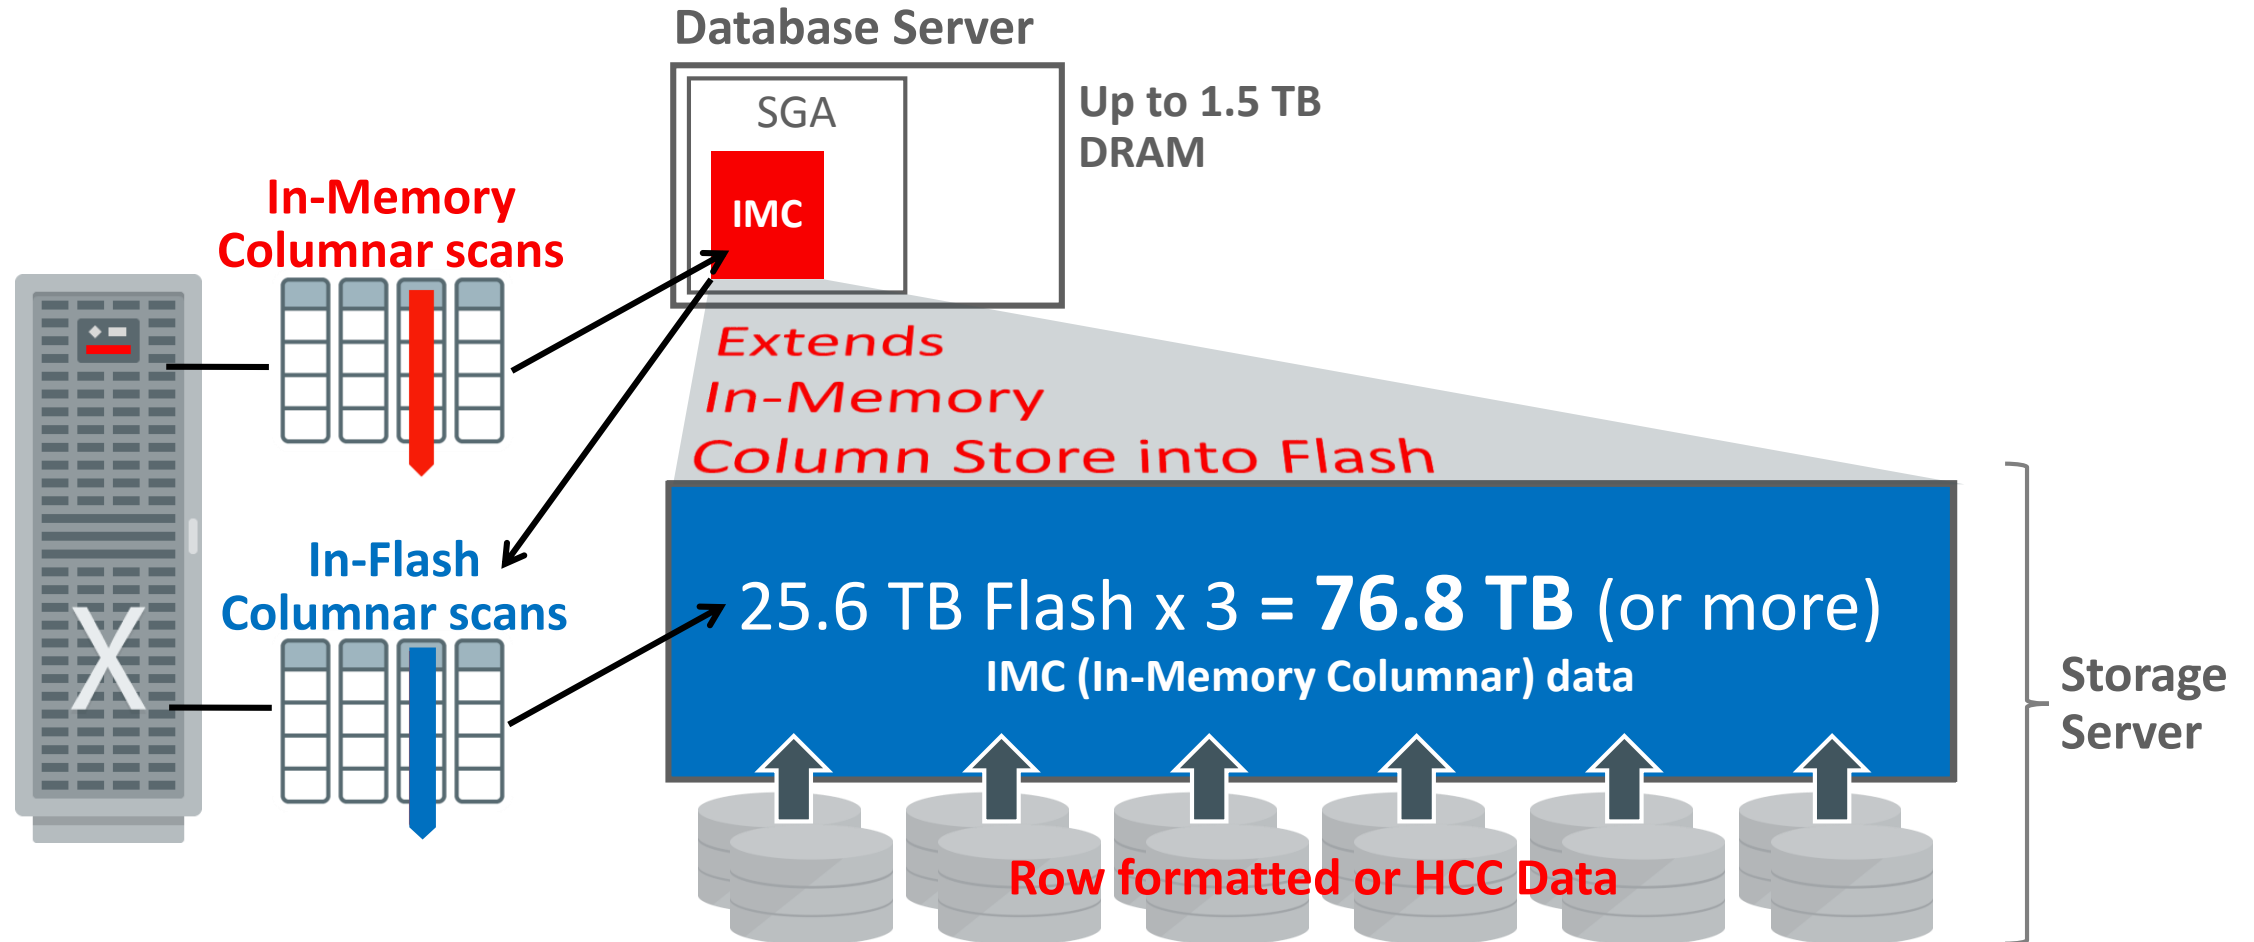 Database Server
SGA
Up to 1.5 TB
DRAM
IMC
In-Memory
Columnar scans
Extends
In-Memory
Column Store into Flash
In-Flash
Columnar scans
X
25.6 TB Flash x 3 = 76.8 TB (or more)
IMC (In-Memory Columnar) data
Storage
Server
Row formatted or HCC Data